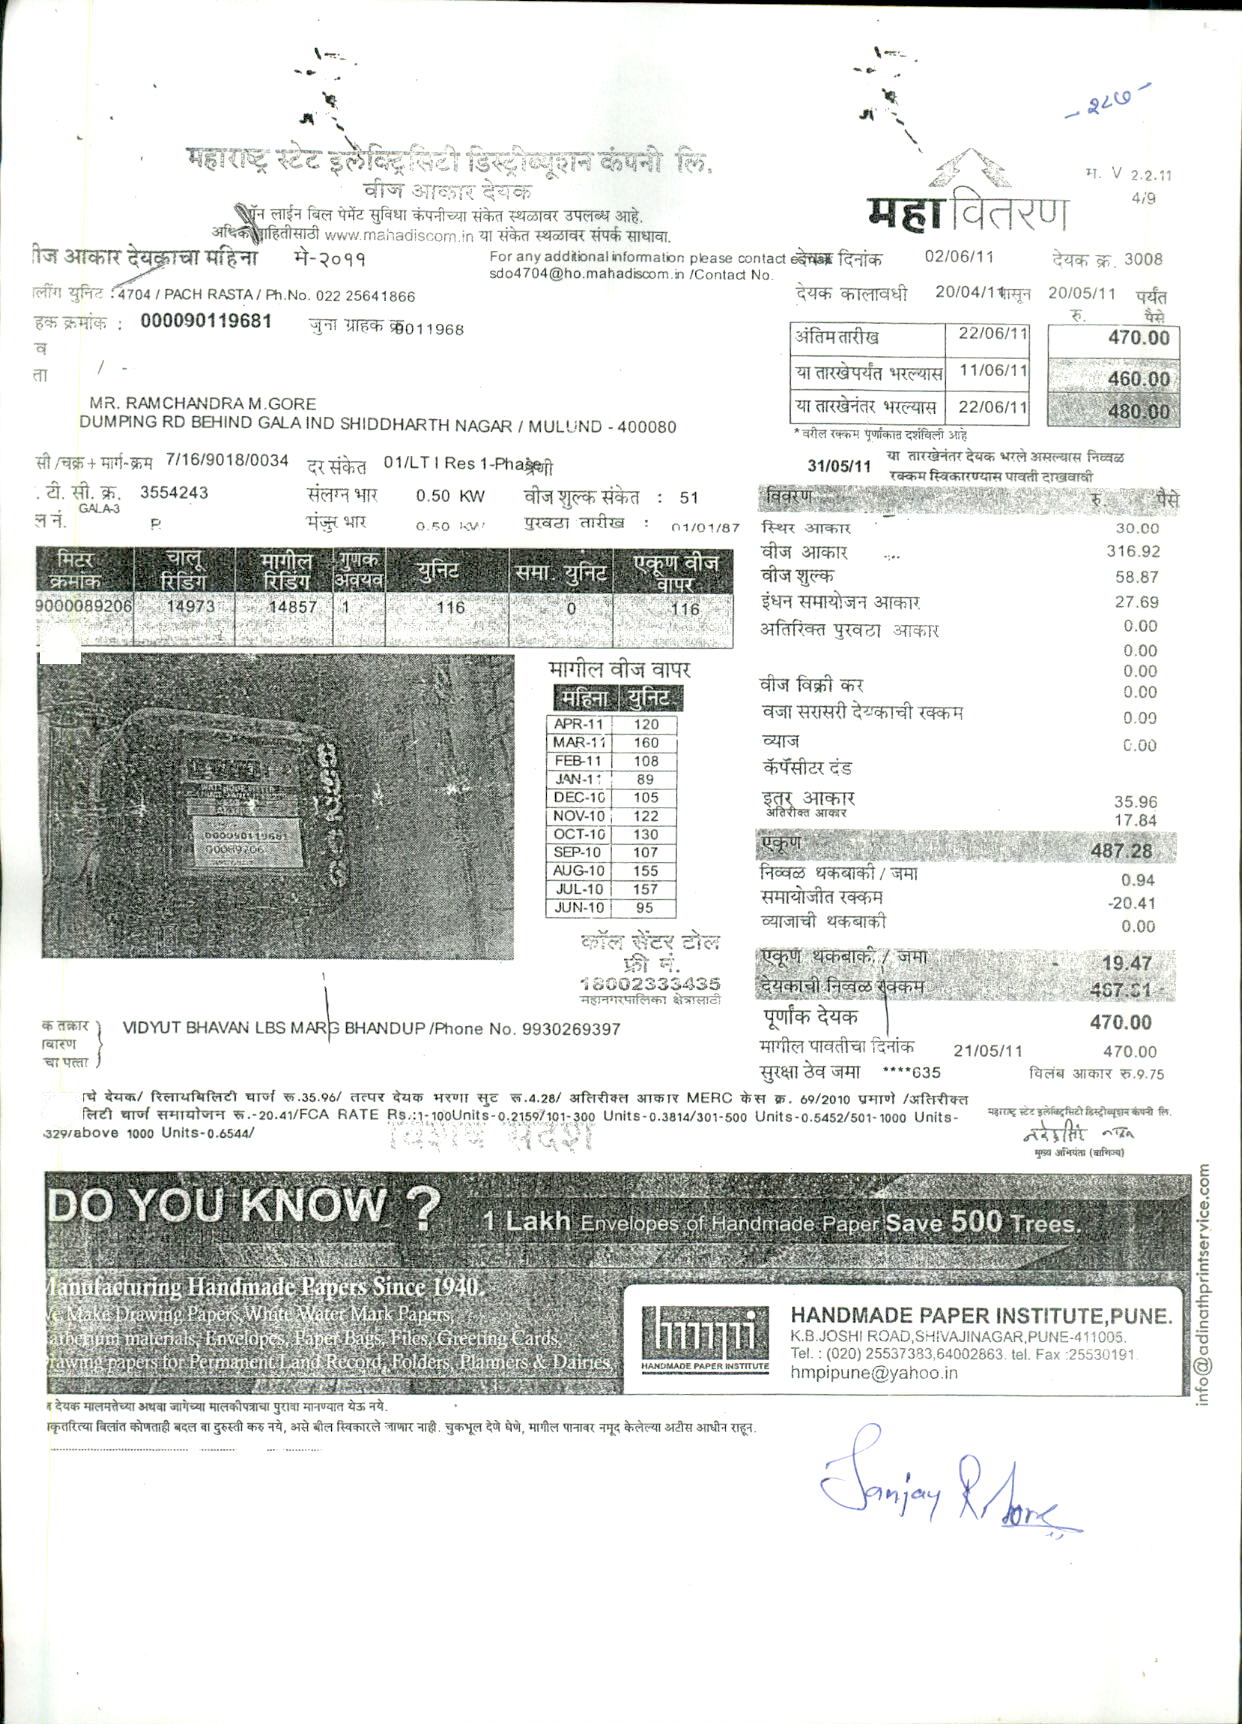 - २८७ -
महाराष्ट्र स्टेट इलेक्ट्रिसिटी डिस्ट्रीब्यूशन कंपनी लि.
वीज आकार देयक
ऑन लाईन बिल पेमेंट सुविधा कंपनीच्या संकेत स्थळावर उपलब्ध आहे.
अधिक माहितीसाठी www.mahadiscom.in या संकेत स्थळावर संपर्क साधावा.
महावितरण
म. V 2.2.11
4/9
वीज आकार देयकाचा महिना मे-२०११
For any additional information please contact
sdo4704@ho.mahadiscom.in /Contact No.
देयक दिनांक 02/06/11 देयक क्र. 3008
लींग युनिट : 4704 / PACH RASTA / Ph.No. 022 25641866
देयक कालावधी 20/04/11 पासून 20/05/11 पर्यंत
हक क्रमांक : 000090119681 जुना ग्राहक क्र 0011968
रु. पैसे
व
ता / -
अंतिम तारीख 22/06/11 470.00
या तारखेपर्यंत भरल्यास 11/06/11 460.00
या तारखेनंतर भरल्यास 22/06/11 480.00
* वरील रक्कम पूर्णांकात दर्शविली आहे
MR. RAMCHANDRA M.GORE
DUMPING RD BEHIND GALA IND SHIDDHARTH NAGAR / MULUND - 400080
31/05/11 या तारखेनंतर देयक भरले असल्यास निव्वळ
रक्कम स्विकारण्यास पावती दाखवावी
सी /चक्र + मार्ग-क्रम 7/16/9018/0034 दर संकेत 01/LT I Res 1-Phase श्रेणी
. टी. सी. क्र. 3554243 संलग्न भार 0.50 KW वीज शुल्क संकेत : 51
GALA-3
ल नं. मंजूर भार 0.50 KW पुरवठा तारीख : 01/01/87
विवरण रु. पैसे
स्थिर आकार 30.00
वीज आकार 316.92
वीज शुल्क 58.87
इंधन समायोजन आकार 27.69
अतिरिक्त पुरवठा आकार 0.00
0.00
0.00
वीज विक्री कर 0.00
वजा सरासरी देयकाची रक्कम 0.00
व्याज 0.00
कॅपॅसीटर दंड
इतर आकार 35.96
अतिरीक्त आकार 17.84
एकूण 487.28
निव्वळ थकबाकी / जमा 0.94
समायोजीत रक्कम -20.41
व्याजाची थकबाकी 0.00
एकूण थकबाकी / जमा - 19.47
देयकाची निव्वळ रक्कम 467.81
पूर्णांक देयक 470.00
मागील पावतीचा दिनांक 21/05/11 470.00
सुरक्षा ठेव जमा ****635 विलंब आकार रु.9.75
मिटर क्रमांक चालू रिडिंग मागील रिडिंग गुणक अवयव युनिट समा. युनिट एकूण वीज वापर
9000089206 14973 14857 1 116 0 116
000090119681
00089206
मागील वीज वापर
महिना युनिट
APR-11 120
MAR-11 160
FEB-11 108
JAN-11 89
DEC-10 105
NOV-10 122
OCT-10 130
SEP-10 107
AUG-10 155
JUL-10 157
JUN-10 95
कॉल सेंटर टोल
फ्री नं.
18002333435
महानगरपालिका क्षेत्रासाठी
क तक्रार
वारण
चा पत्ता
VIDYUT BHAVAN LBS MARG BHANDUP /Phone No. 9930269397
चे देयक/ रिलायबिलिटी चार्ज रू.35.96/ तत्पर देयक भरणा सुट रू.4.28/ अतिरीक्त आकार MERC केस क्र. 69/2010 प्रमाणे /अतिरीक्त
लिटी चार्ज समायोजन रू.-20.41/FCA RATE Rs.:1-100Units-0.2159/101-300 Units-0.3814/301-500 Units-0.5452/501-1000 Units-
.329/above 1000 Units-0.6544/
विशेष संदेश
महाराष्ट्र स्टेट इलेक्ट्रिसिटी डिस्ट्रीब्यूशन कंपनी लि.
मुख्य अभियंता (वाणिज्य)
DO YOU KNOW ?
1 Lakh Envelopes of Handmade Paper Save 500 Trees.
Manufacturing Handmade Papers Since 1940.
We Make Drawing Papers, White Water Mark Papers,
arberium materials, Envelopes, Paper Bags, Files, Greeting Cards,
rawing papers for Permanent Land Record, Folders, Planners & Dairies
hmpi
HANDMADE PAPER INSTITUTE
HANDMADE PAPER INSTITUTE,PUNE.
K.B.JOSHI ROAD,SHIVAJINAGAR,PUNE-411005.
Tel. : (020) 25537383,64002863. tel. Fax :25530191.
hmpipune@yahoo.in
info@adinathprintservice.com
देयक मालमत्तेच्या अथवा जागेच्या मालकीपत्राचा पुरावा मानण्यात येऊ नये.
कृतरित्या बिलांत कोणताही बदल वा दुरुस्ती करु नये, असे बील स्विकारले जाणार नाही. चुकभूल देणे घेणे, मागील पानावर नमूद केलेल्या अटीस आधीन राहून.
Sanjay R. Gore